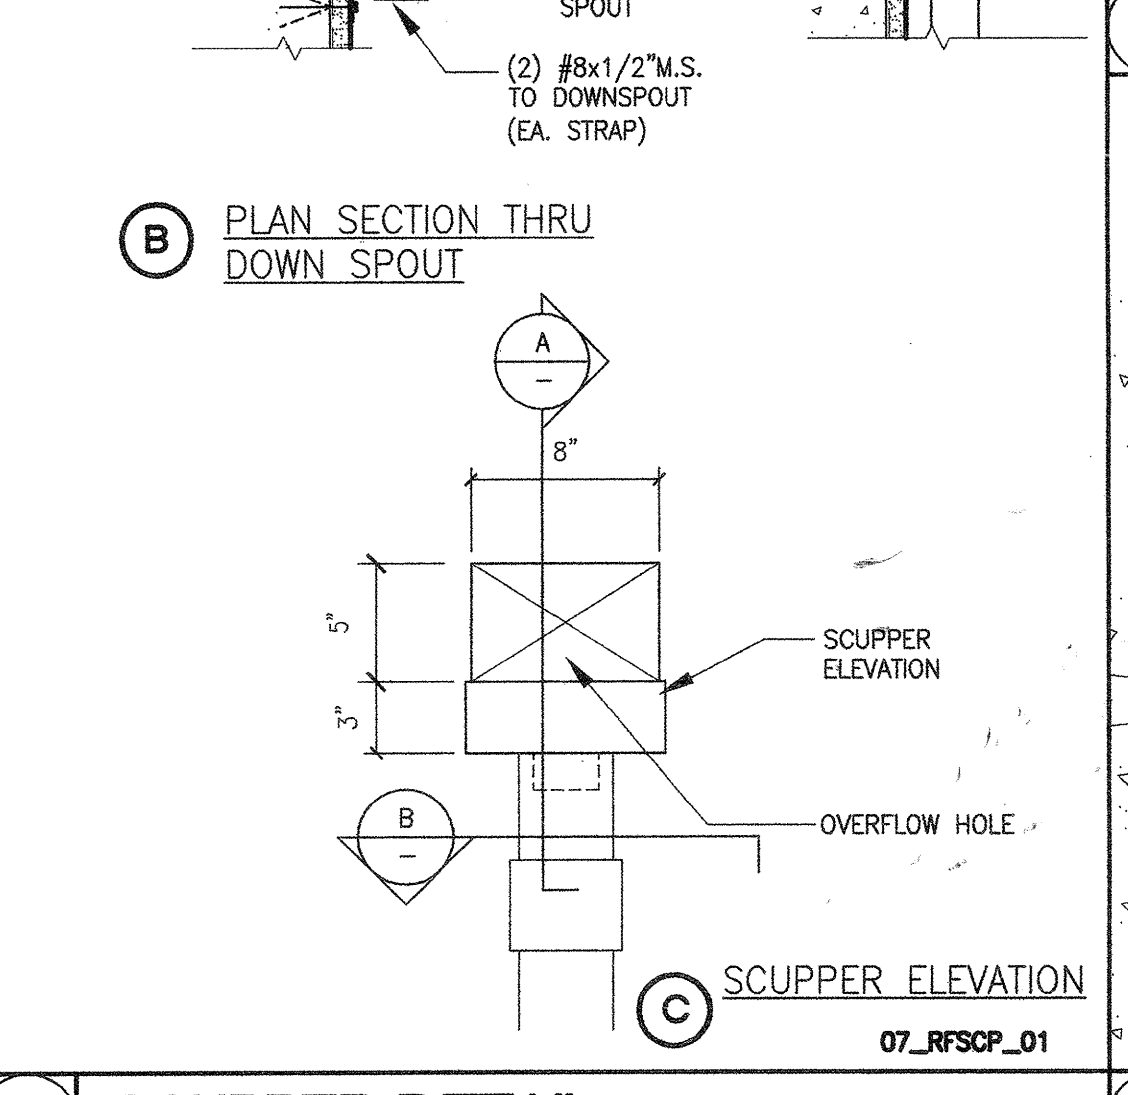 SPOUT
(2) #8x1/2"M.S.
TO DOWNSPOUT
(EA. STRAP)
B
PLAN SECTION THRU
DOWN SPOUT
A
–
8"
5"
SCUPPER
ELEVATION
3"
B
–
OVERFLOW HOLE
C
SCUPPER ELEVATION
07_RFSCP_01